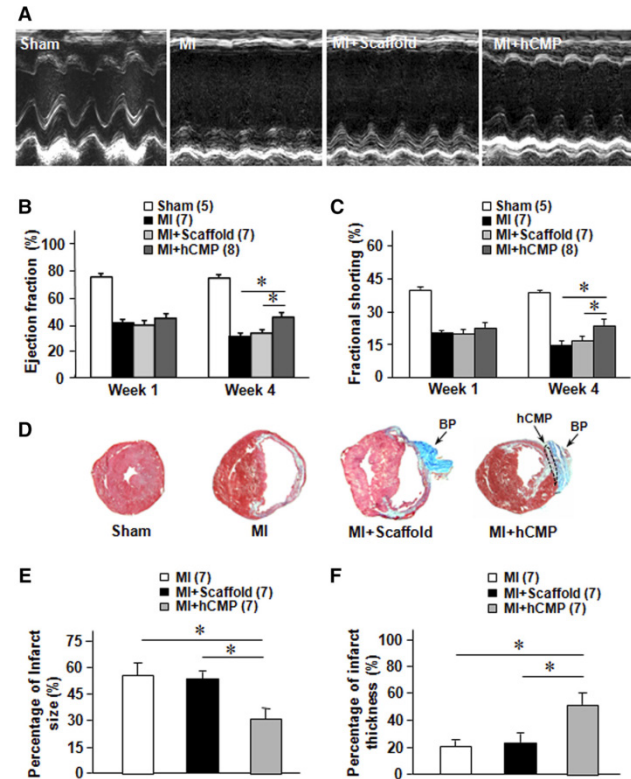 A
Sham
MI
MI+Scaffold
MI+hCMP
B
Sham (5)
MI (7)
MI+Scaffold (7)
MI+hCMP (8)
Ejection fraction (%)
100
80
60
40
20
0
*
*
Week 1
Week 4
C
Sham (5)
MI (7)
MI+Scaffold (7)
MI+hCMP (8)
Fractional shorting (%)
60
45
30
15
0
*
*
Week 1
Week 4
D
BP
hCMP
BP
Sham
MI
MI+Scaffold
MI+hCMP
E
MI (7)
MI+Scaffold (7)
MI+hCMP (7)
Percentage of Infarct
size (%)
75
60
45
30
15
0
*
*
F
MI (7)
MI+Scaffold (7)
MI+hCMP (7)
Percentage of infarct
thickness (%)
100
80
60
40
20
0
*
*